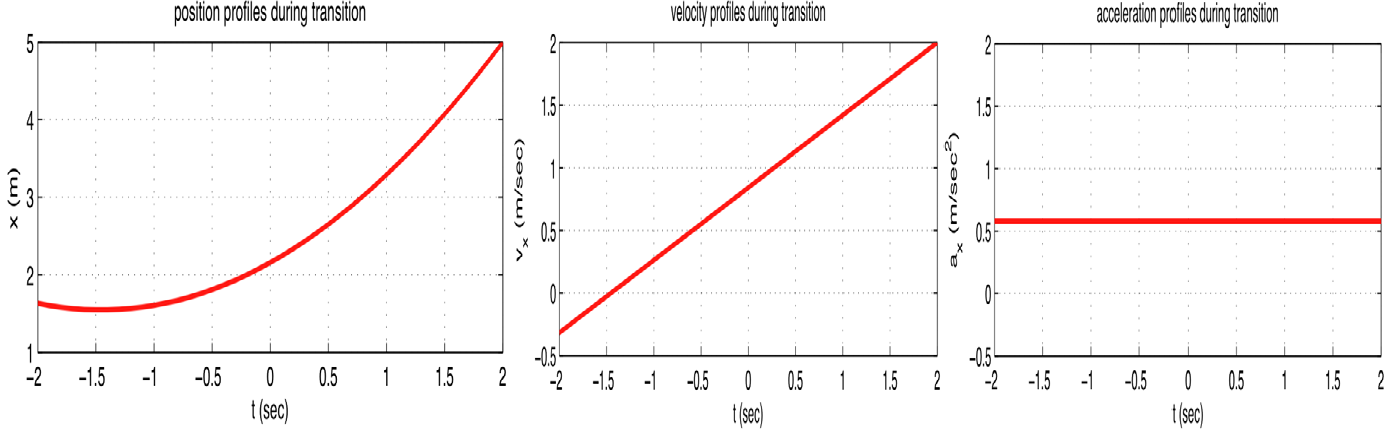 position profiles during transition
5
4
3
2
1
x (m)
−2 −1.5 −1 −0.5 0 0.5 1 1.5 2
t (sec)
velocity profiles during transition
2
1.5
1
0.5
0
−0.5
v_x (m/sec)
−2 −1.5 −1 −0.5 0 0.5 1 1.5 2
t (sec)
acceleration profiles during transition
2
1.5
1
0.5
0
−0.5
a_x (m/sec²)
−2 −1.5 −1 −0.5 0 0.5 1 1.5 2
t (sec)